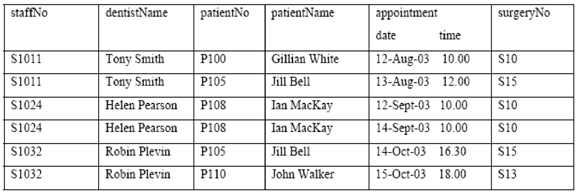 staffNo dentistName patientNo patientName appointment surgeryNo
date time
S1011 Tony Smith P100 Gillian White 12-Aug-03 10.00 S10
S1011 Tony Smith P105 Jill Bell 13-Aug-03 12.00 S15
S1024 Helen Pearson P108 Ian MacKay 12-Sept-03 10.00 S10
S1024 Helen Pearson P108 Ian MacKay 14-Sept-03 10.00 S10
S1032 Robin Plevin P105 Jill Bell 14-Oct-03 16.30 S15
S1032 Robin Plevin P110 John Walker 15-Oct-03 18.00 S13